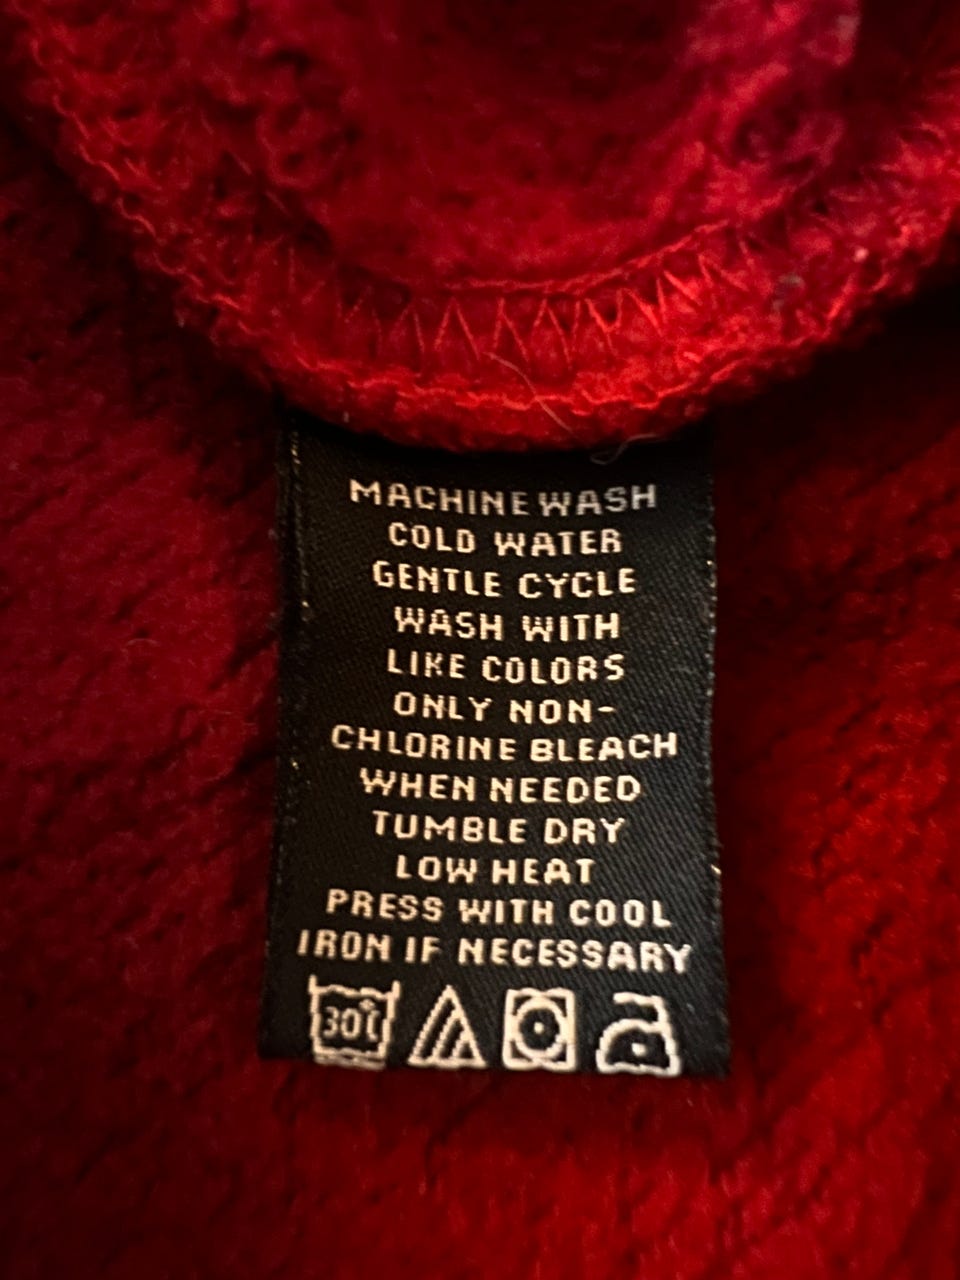 MACHINE WASH
COLD WATER
GENTLE CYCLE
WASH WITH
LIKE COLORS
ONLY NON-
CHLORINE BLEACH
WHEN NEEDED
TUMBLE DRY
LOW HEAT
PRESS WITH COOL
IRON IF NECESSARY
30°C